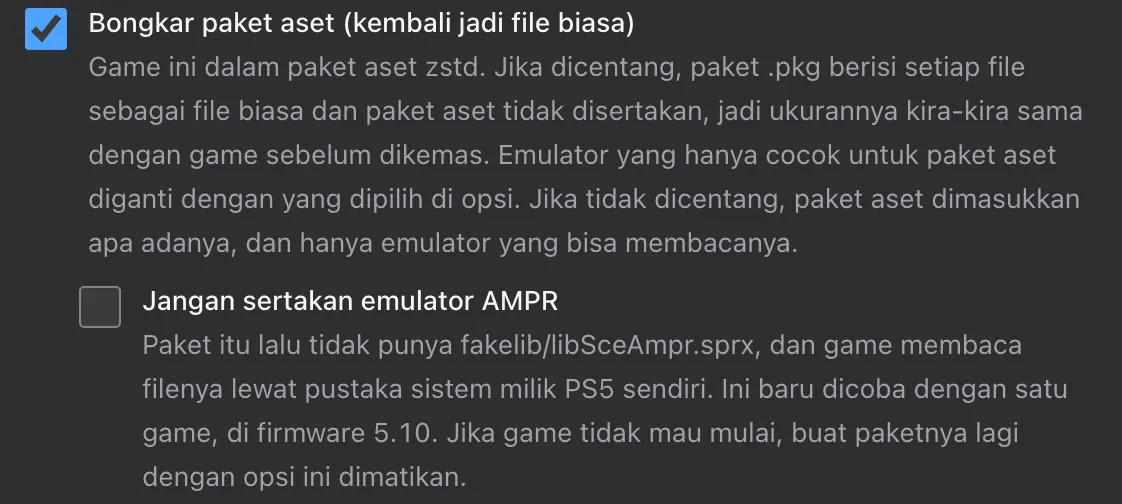 Bongkar paket aset (kembali jadi file biasa)
Game ini dalam paket aset zstd. Jika dicentang, paket .pkg berisi setiap file
sebagai file biasa dan paket aset tidak disertakan, jadi ukurannya kira-kira sama
dengan game sebelum dikemas. Emulator yang hanya cocok untuk paket aset
diganti dengan yang dipilih di opsi. Jika tidak dicentang, paket aset dimasukkan
apa adanya, dan hanya emulator yang bisa membacanya.
Jangan sertakan emulator AMPR
Paket itu lalu tidak punya fakelib/libSceAmpr.sprx, dan game membaca
filenya lewat pustaka sistem milik PS5 sendiri. Ini baru dicoba dengan satu
game, di firmware 5.10. Jika game tidak mau mulai, buat paketnya lagi
dengan opsi ini dimatikan.